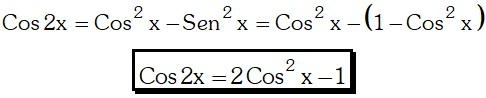 Cos 2x = Cos² x − Sen² x = Cos² x − (1 − Cos² x)
Cos 2x = 2Cos² x − 1